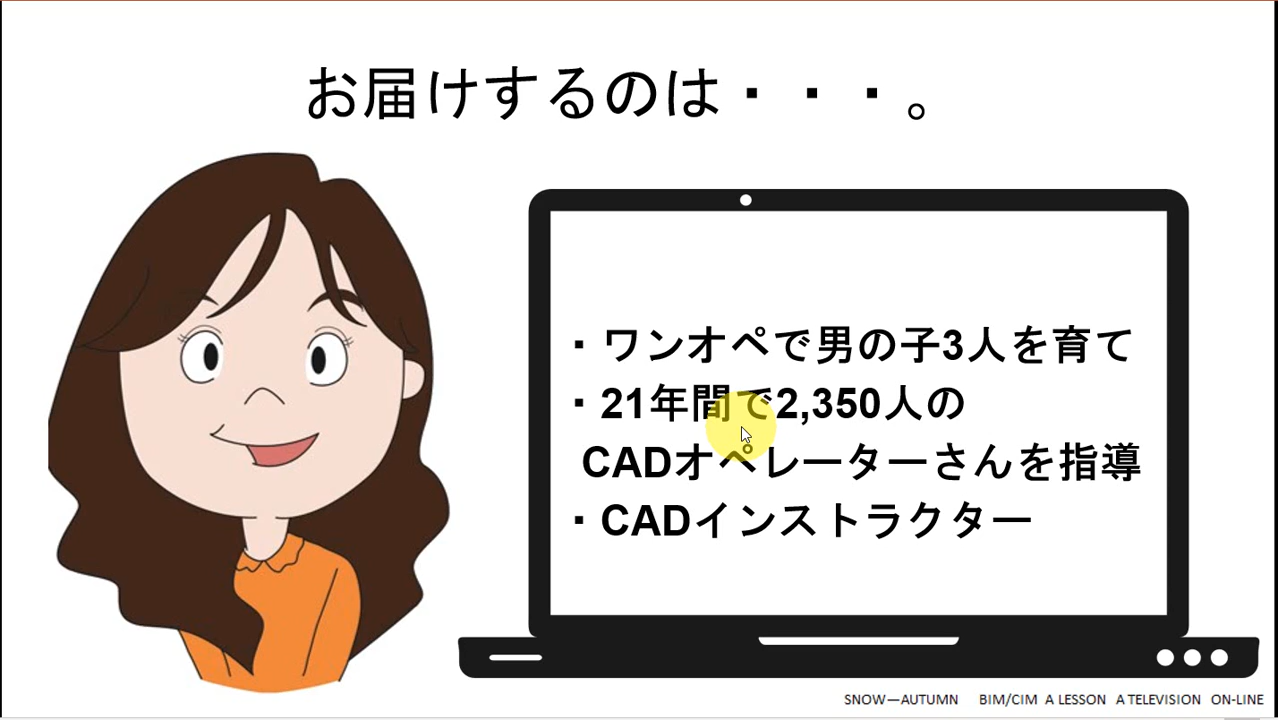 お届けするのは・・・。
・ワンオペで男の子3人を育て
・21年間で2,350人の
CADオペレーターさんを指導
・CADインストラクター
SNOW—AUTUMN BIM/CIM A LESSON A TELEVISION ON-LINE